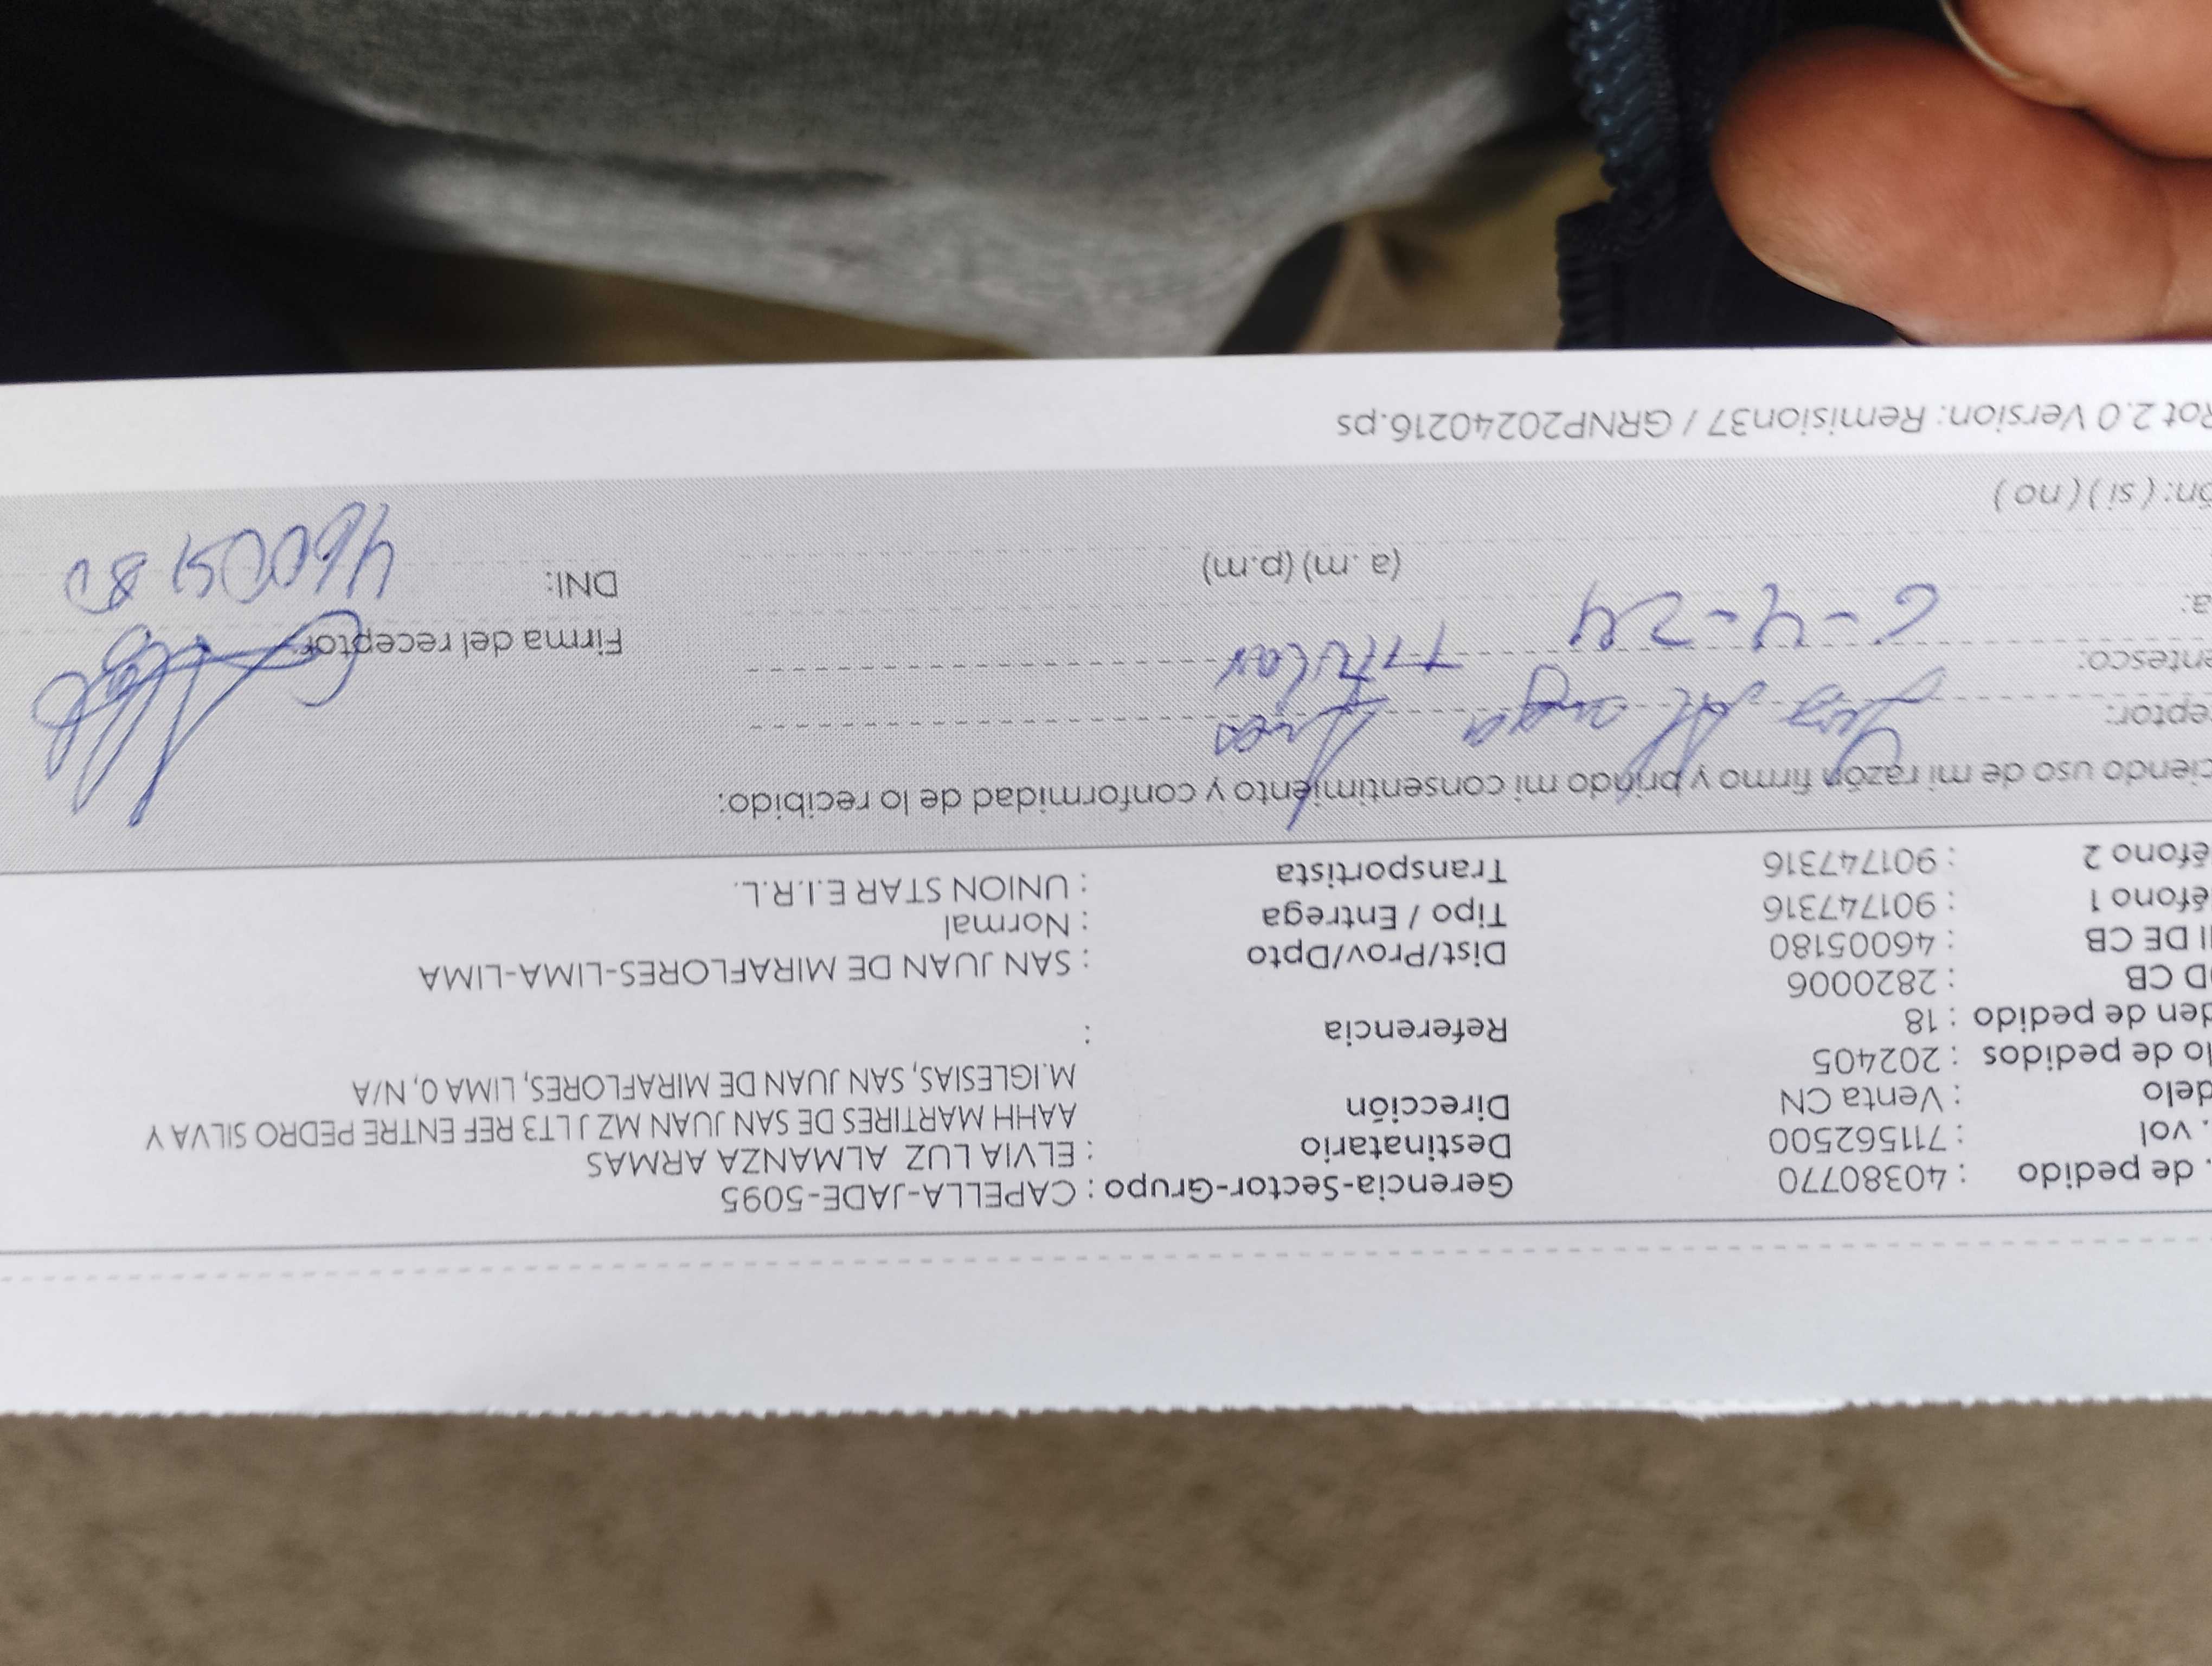 . de pedido : 40380770 Gerencia-Sector-Grupo : CAPELLA-JADE-5095
. vol : 711562500 Destinatario : ELVIA LUZ ALMANZA ARMAS
delo : Venta CN Dirección AAHH MARTIRES DE SAN JUAN MZ J LT3 REF ENTRE PEDRO SILVA Y
lo de pedidos : 202405 M.IGLESIAS, SAN JUAN DE MIRAFLORES, LIMA 0, N/A
den de pedido : 18 Referencia :
OD CB : 2820006
II DE CB : 46005180 Dist/Prov/Dpto : SAN JUAN DE MIRAFLORES-LIMA-LIMA
éfono 1 : 901747316 Tipo / Entrega : Normal
éfono 2 : 901747316 Transportista : UNION STAR E.I.R.L.
ciendo uso de mi razón firmo y brindo mi consentimiento y conformidad de lo recibido:
eptor: Luz
entesco: Titular Firma del receptor:
a: 6-4-24 (a.m) (p.m) DNI: 46005180
ón: ( si ) ( no )
Rot 2.0 Version: Remision37 / GRNP20240216.ps